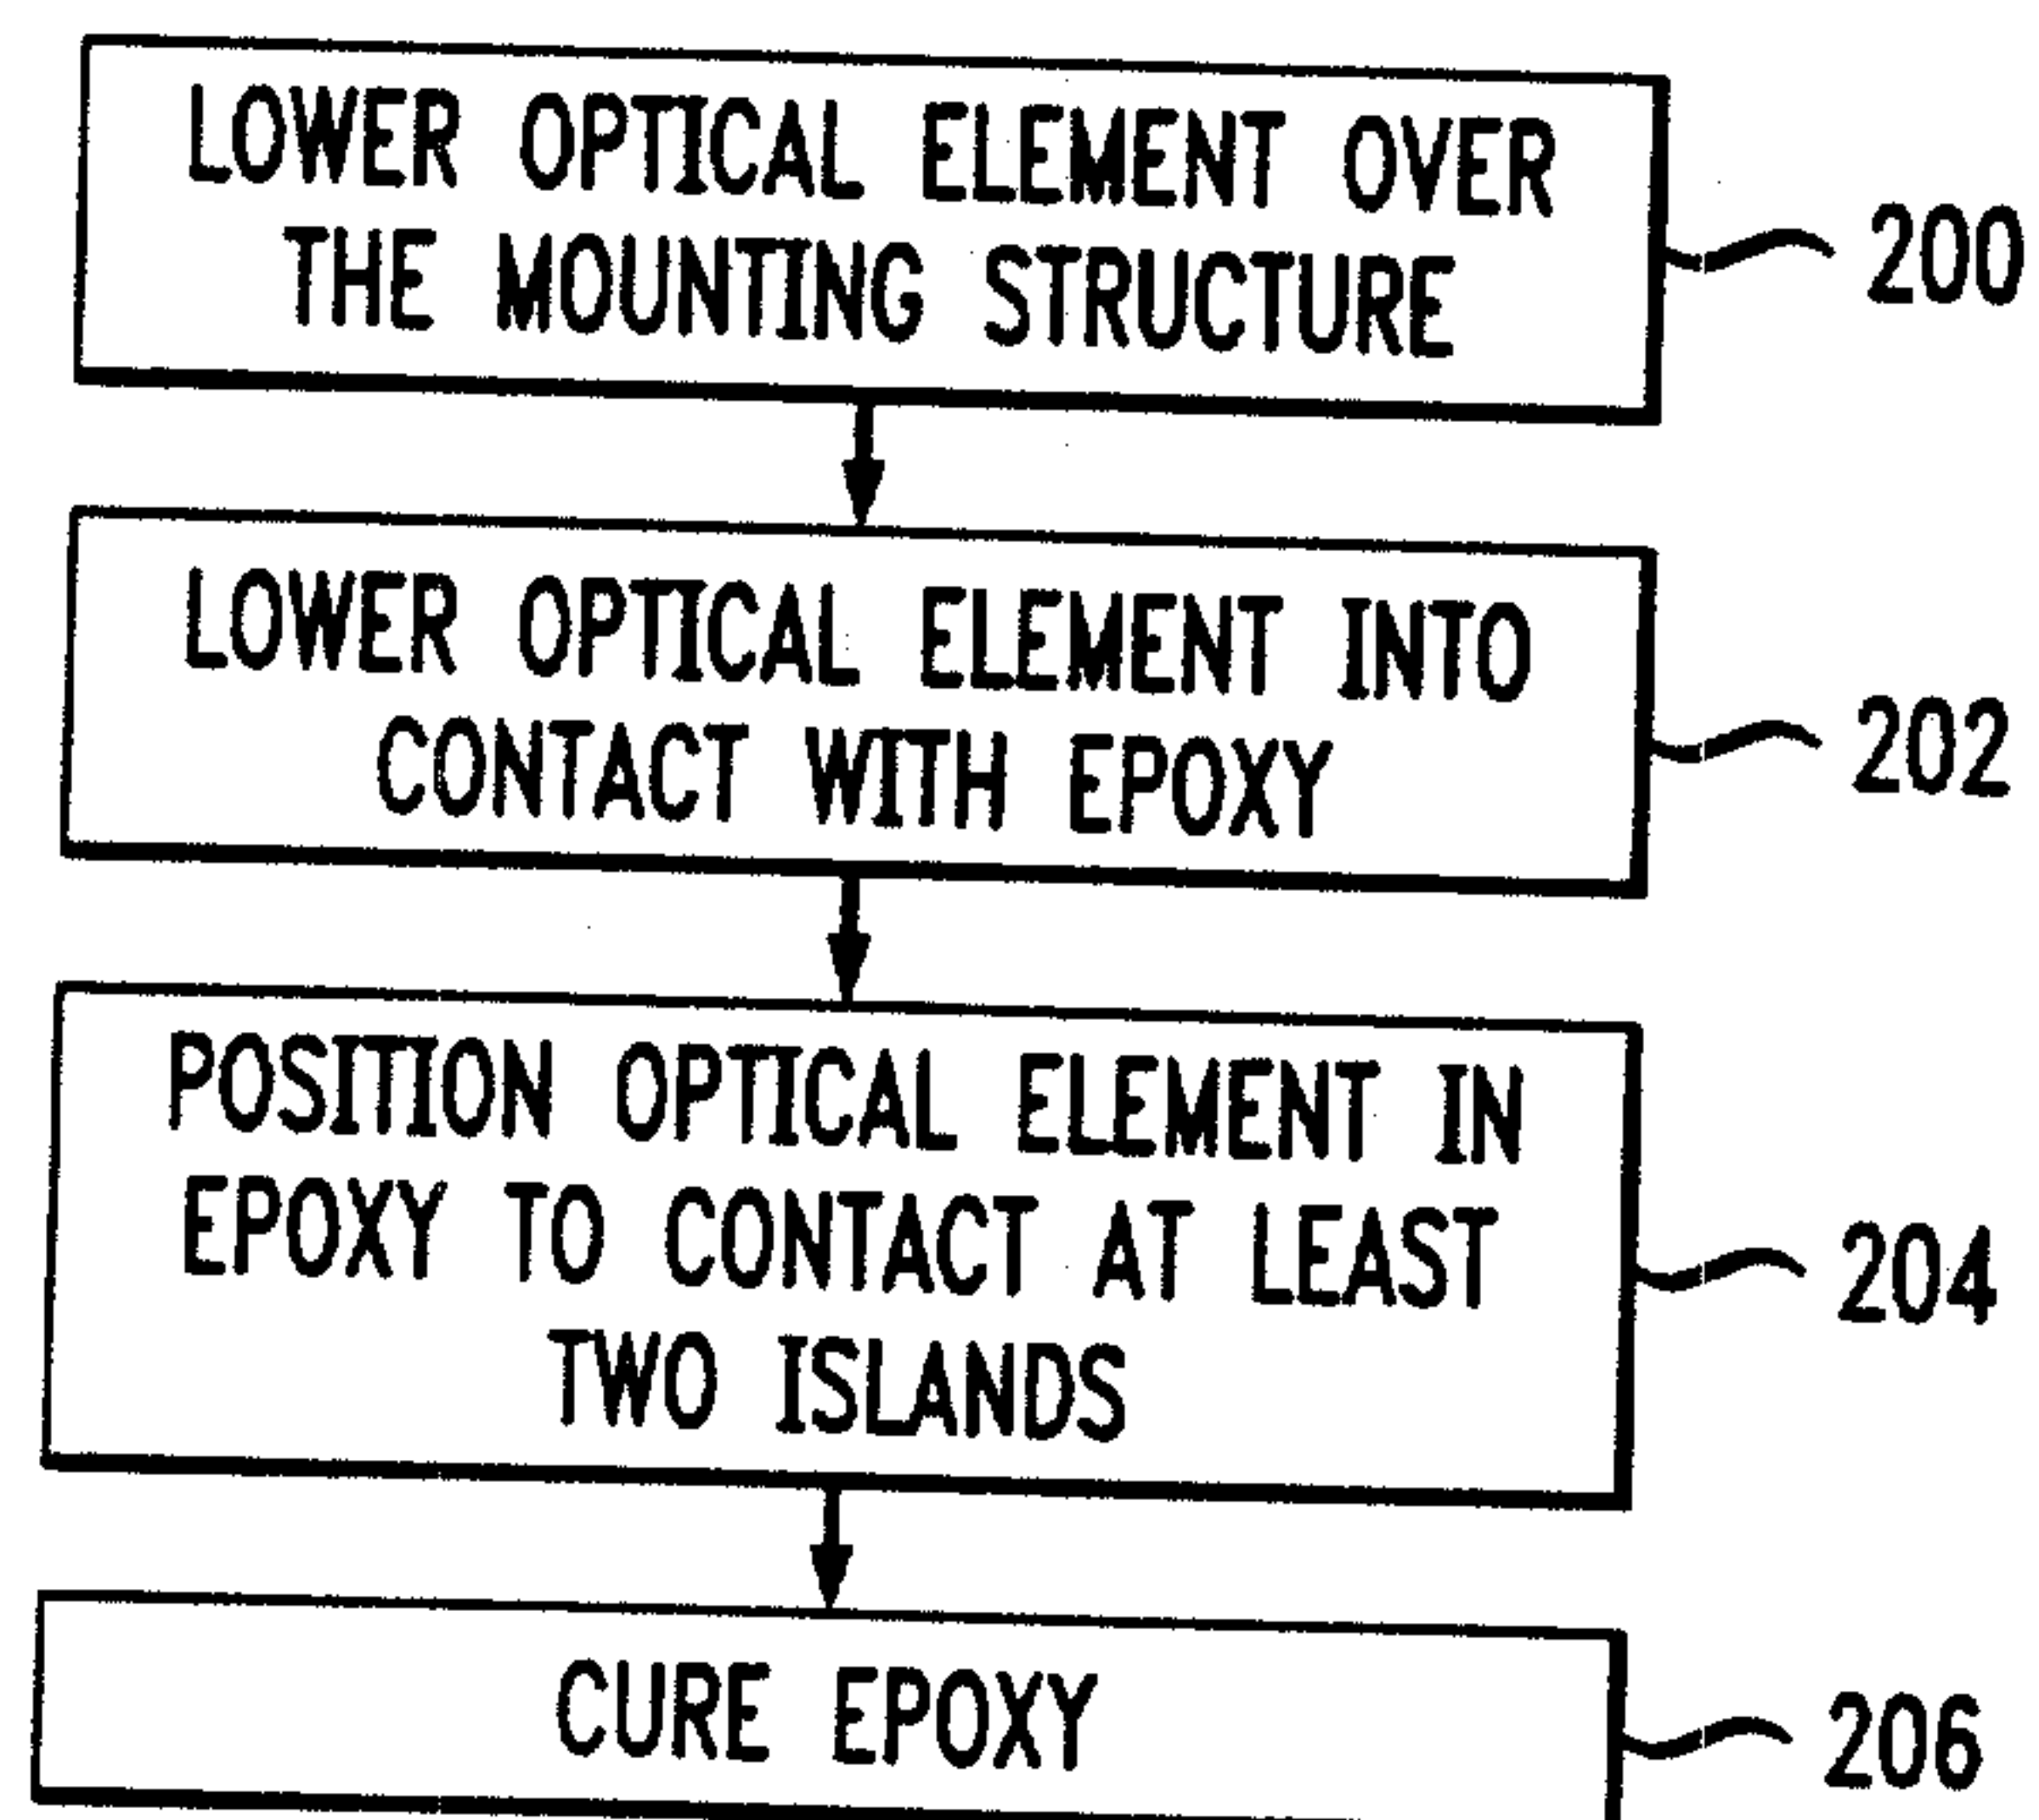 LOWER OPTICAL ELEMENT OVER
THE MOUNTING STRUCTURE
200
LOWER OPTICAL ELEMENT INTO
CONTACT WITH EPOXY
202
POSITION OPTICAL ELEMENT IN
EPOXY TO CONTACT AT LEAST
TWO ISLANDS
204
CURE EPOXY
206